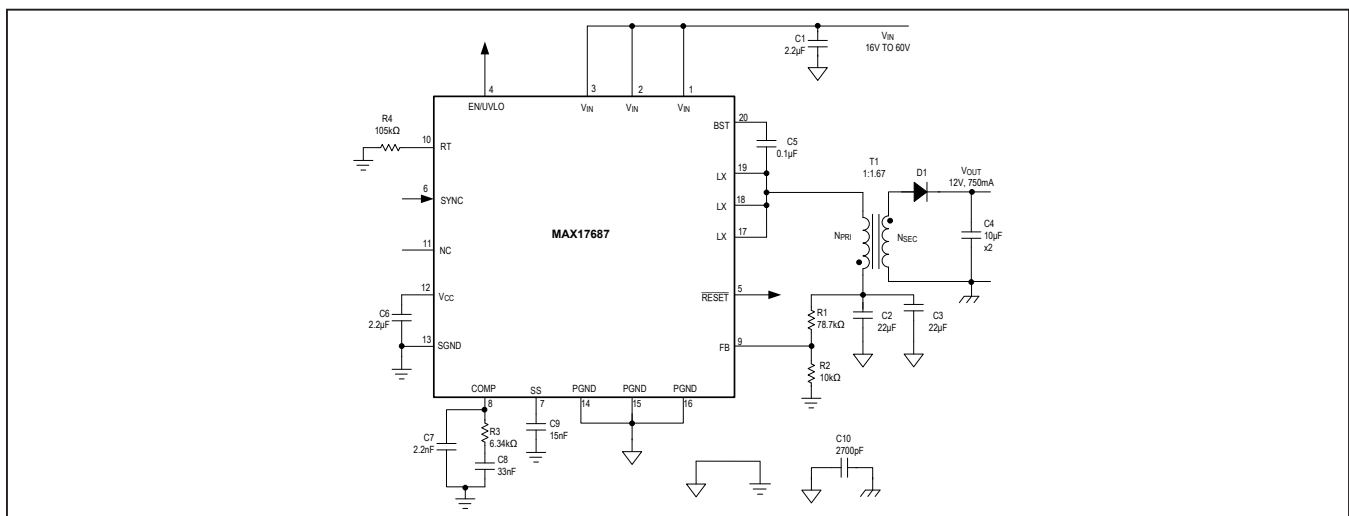 C1
2.2µF
VIN
16V TO 60V
4
3
2
1
EN/UVLO
VIN
VIN
VIN
R4
105kΩ
10
RT
BST
20
C5
0.1µF
6
SYNC
LX
19
LX
18
LX
17
T1
1:1.67
D1
VOUT
12V, 750mA
NPRI
NSEC
C4
10µF
x2
MAX17687
11
NC
12
VCC
C6
2.2µF
13
SGND
RESET
5
R1
78.7kΩ
C2
22µF
C3
22µF
FB
9
R2
10kΩ
COMP
SS
PGND
PGND
PGND
8
7
14
15
16
C7
2.2nF
R3
6.34kΩ
C8
33nF
C9
15nF
C10
2700pF